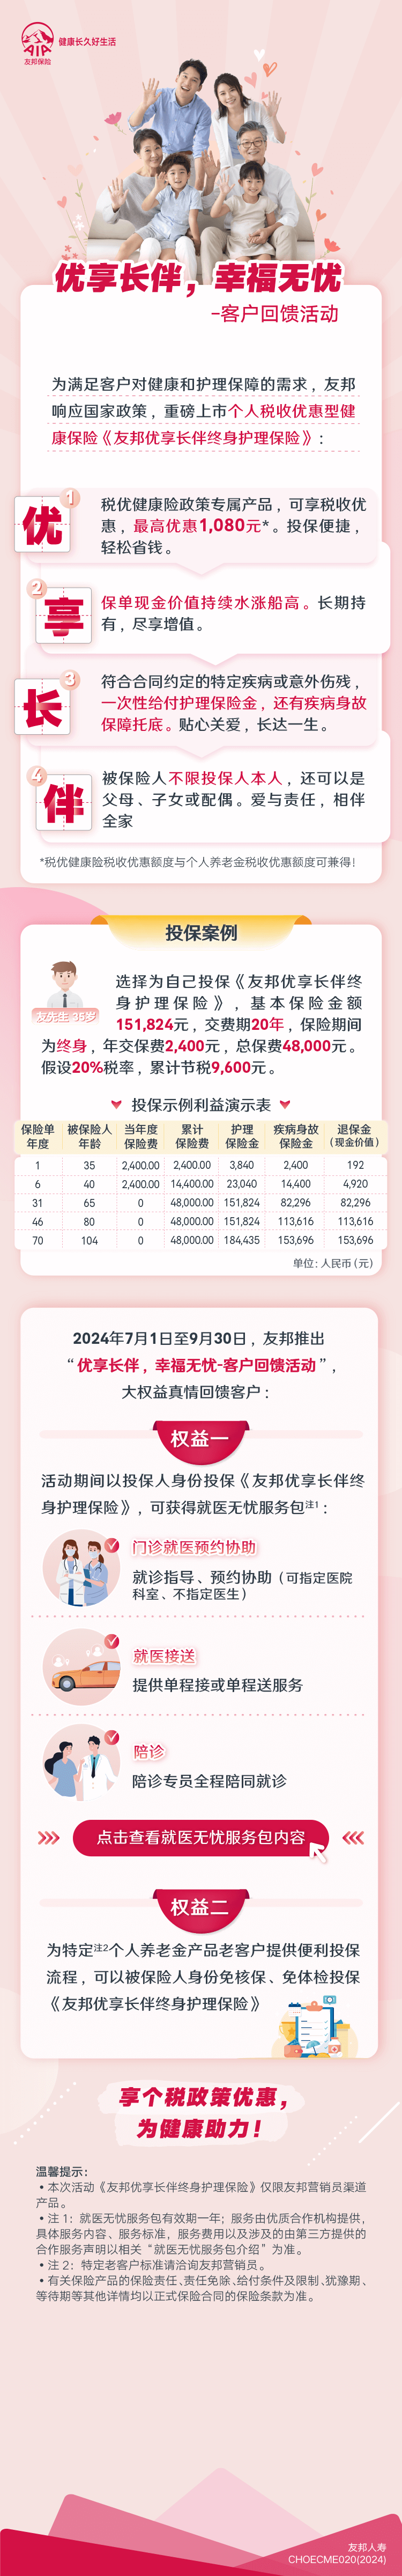 AIA
友邦保险
健康长久好生活
优享长伴，幸福无忧
-客户回馈活动
为满足客户对健康和护理保障的需求，友邦
响应国家政策，重磅上市个人税收优惠型健
康保险《友邦优享长伴终身护理保险》：
1
优
税优健康险政策专属产品，可享税收优
惠，最高优惠1,080元*。投保便捷，
轻松省钱。
2
享
保单现金价值持续水涨船高。长期持
有，尽享增值。
3
长
符合合同约定的特定疾病或意外伤残，
一次性给付护理保险金，还有疾病身故
保障托底。贴心关爱，长达一生。
4
伴
被保险人不限投保人本人，还可以是
父母、子女或配偶。爱与责任，相伴
全家
*税优健康险税收优惠额度与个人养老金税收优惠额度可兼得！
投保案例
友先生 35岁
选择为自己投保《友邦优享长伴终
身护理保险》，基本保险金额
151,824元，交费期20年，保险期间
为终身，年交保费2,400元，总保费48,000元。
假设20%税率，累计节税9,600元。
投保示例利益演示表
保险单年度 被保险人年龄 当年度保险费 累计保险费 护理保险金 疾病身故保险金 退保金（现金价值）
1 35 2,400.00 2,400.00 3,840 2,400 192
6 40 2,400.00 14,400.00 23,040 14,400 4,920
31 65 0 48,000.00 151,824 82,296 82,296
46 80 0 48,000.00 151,824 113,616 113,616
70 104 0 48,000.00 184,435 153,696 153,696
单位：人民币（元）
2024年7月1日至9月30日，友邦推出
“优享长伴，幸福无忧-客户回馈活动”，
大权益真情回馈客户：
权益一
活动期间以投保人身份投保《友邦优享长伴终
身护理保险》，可获得就医无忧服务包注1：
门诊就医预约协助
就诊指导、预约协助（可指定医院
科室、不指定医生）
就医接送
提供单程接或单程送服务
陪诊
陪诊专员全程陪同就诊
点击查看就医无忧服务包内容
权益二
为特定注2个人养老金产品老客户提供便利投保
流程，可以被保险人身份免核保、免体检投保
《友邦优享长伴终身护理保险》
享个税政策优惠，
为健康助力！
温馨提示：
•本次活动《友邦优享长伴终身护理保险》仅限友邦营销员渠道
产品。
•注 1：就医无忧服务包有效期一年；服务由优质合作机构提供，
具体服务内容、服务标准，服务费用以及涉及的由第三方提供的
合作服务声明以相关“就医无忧服务包介绍”为准。
•注 2：特定老客户标准请洽询友邦营销员。
•有关保险产品的保险责任、责任免除、给付条件及限制、犹豫期、
等待期等其他详情均以正式保险合同的保险条款为准。
友邦人寿
CHOECME020(2024)